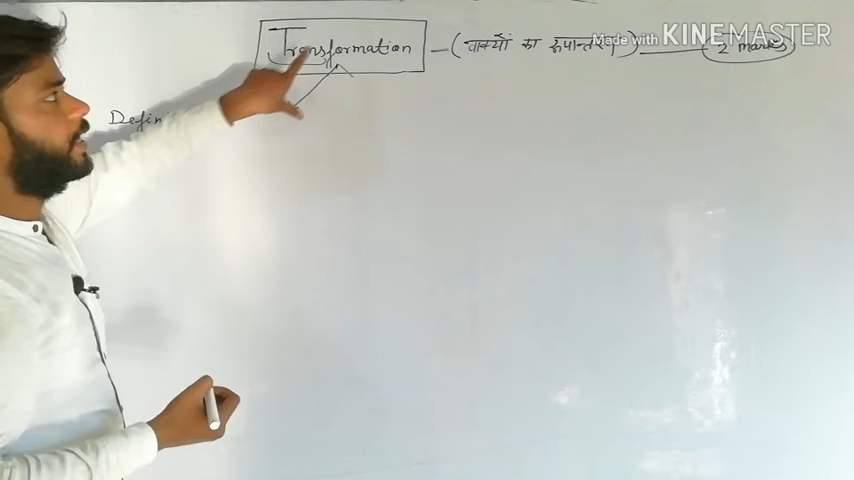 Transformation - (वाक्यों का रूपान्तरण) 2 marks
Made with KINEMASTER
Defin